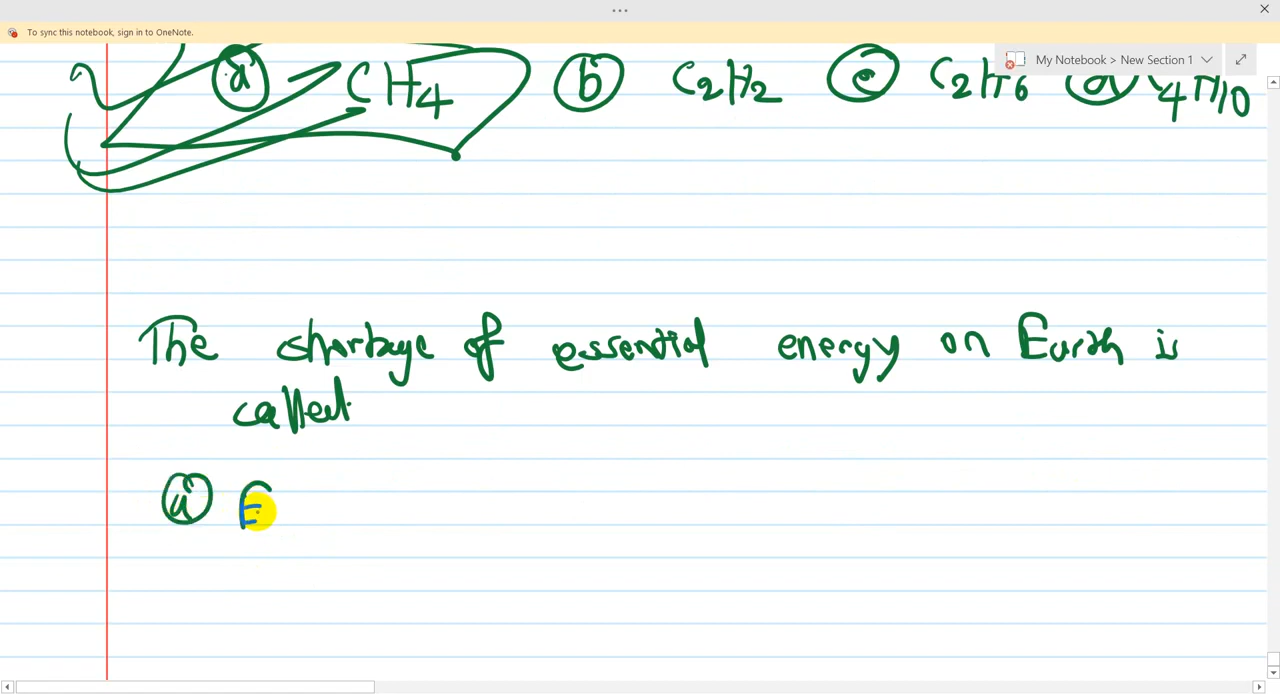 To sync this notebook, sign in to OneNote.
My Notebook > New Section 1
a CH4 b C2H2 c C2H6 d C4H10
The shortage of essential energy on Earth is
called
a E